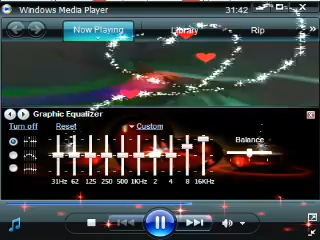 Windows Media Player 31:42
Now Playing Library Rip »
Graphic Equalizer
Turn off Reset Custom
Balance
31Hz 62 125 250 500 1KHz 2 4 8 16KHz